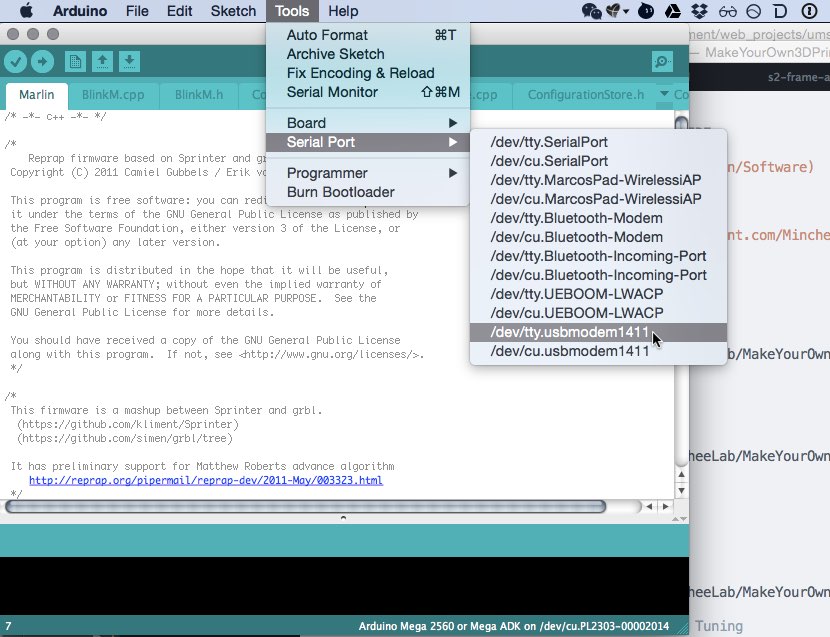 Arduino File Edit Sketch Tools Help
Auto Format ⌘T
Archive Sketch
Fix Encoding & Reload
Serial Monitor ⇧⌘M
Board
Serial Port
Programmer
Burn Bootloader
/dev/tty.SerialPort
/dev/cu.SerialPort
/dev/tty.MarcosPad-WirelessiAP
/dev/cu.MarcosPad-WirelessiAP
/dev/tty.Bluetooth-Modem
/dev/cu.Bluetooth-Modem
/dev/tty.Bluetooth-Incoming-Port
/dev/cu.Bluetooth-Incoming-Port
/dev/tty.UEBOOM-LWACP
/dev/cu.UEBOOM-LWACP
/dev/tty.usbmodem1411
/dev/cu.usbmodem1411
Marlin BlinkM.cpp BlinkM.h Co .cpp ConfigurationStore.h Co
/* -*- c++ -*- */
/*
Reprap firmware based on Sprinter and gr
Copyright (C) 2011 Camiel Gubbels / Erik v
This program is free software: you can red
it under the terms of the GNU General Public License as published by
the Free Software Foundation, either version 3 of the License, or
(at your option) any later version.
This program is distributed in the hope that it will be useful,
but WITHOUT ANY WARRANTY; without even the implied warranty of
MERCHANTABILITY or FITNESS FOR A PARTICULAR PURPOSE.  See the
GNU General Public License for more details.
You should have received a copy of the GNU General Public License
along with this program.  If not, see <http://www.gnu.org/licenses/>.
*/
/*
This firmware is a mashup between Sprinter and grbl.
(https://github.com/kliment/Sprinter)
(https://github.com/simen/grbl/tree)
It has preliminary support for Matthew Roberts advance algorithm
http://reprap.org/pipermail/reprap-dev/2011-May/003323.html
*/
7 Arduino Mega 2560 or Mega ADK on /dev/cu.PL2303-00002014
ment/web_projects/ums
— MakeYourOwn3DPri
s2-frame-a
n/Software)
nt.com/Minche
b/MakeYourOwn
heeLab/MakeYourOwn
heeLab/MakeYourOwn
Tuning